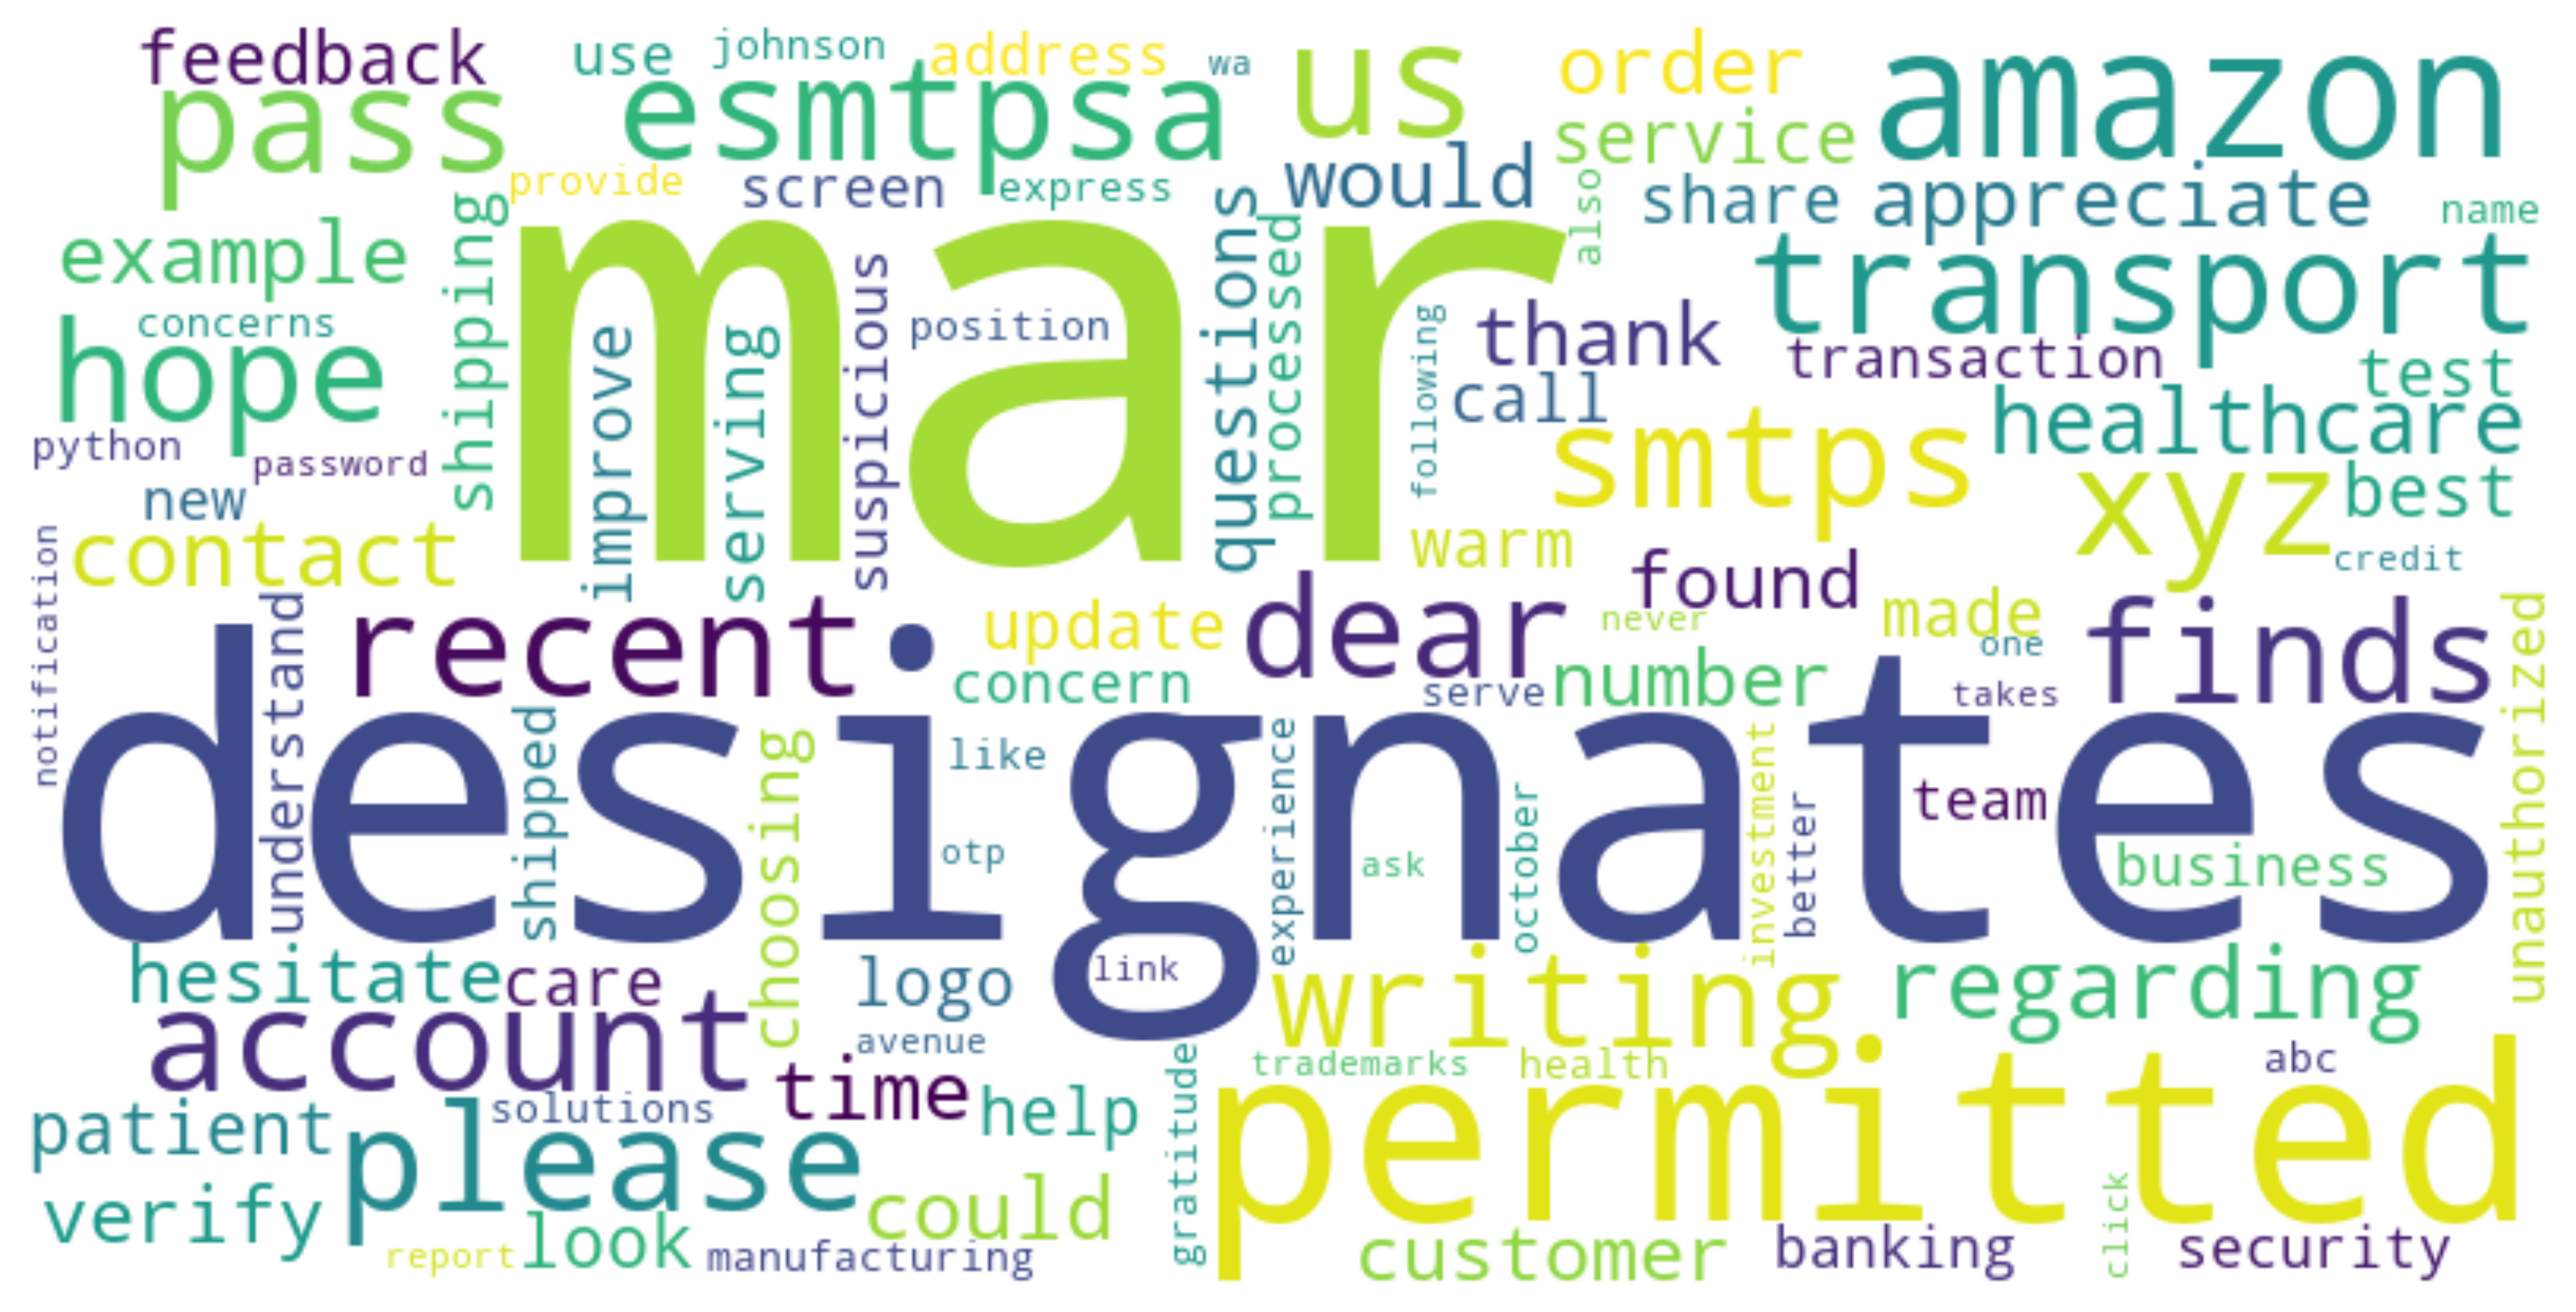 feedback
use
johnson
address
wa
us
order
amazon
pass
esmtpsa
service
provide
screen
express
would
also
share
appreciate
name
example
shipping
mar
questions
processed
transport
concerns
hope
improve
serving
suspicious
position
following
thank
call
transaction
test
healthcare
python
password
smtps
new
contact
warm
xyz
best
credit
notification
understand
recent
update
dear
found
never
made
one
finds
unauthorized
concern
serve
number
takes
designates
shipped
choosing
like
otp
experience
ask
october
investment
better
team
business
hesitate
care
logo
link
writing
regarding
account
avenue
time
gratitude
trademarks
health
abc
patient
please
solutions
help
permitted
verify
look
could
report
manufacturing
customer
banking
click
security